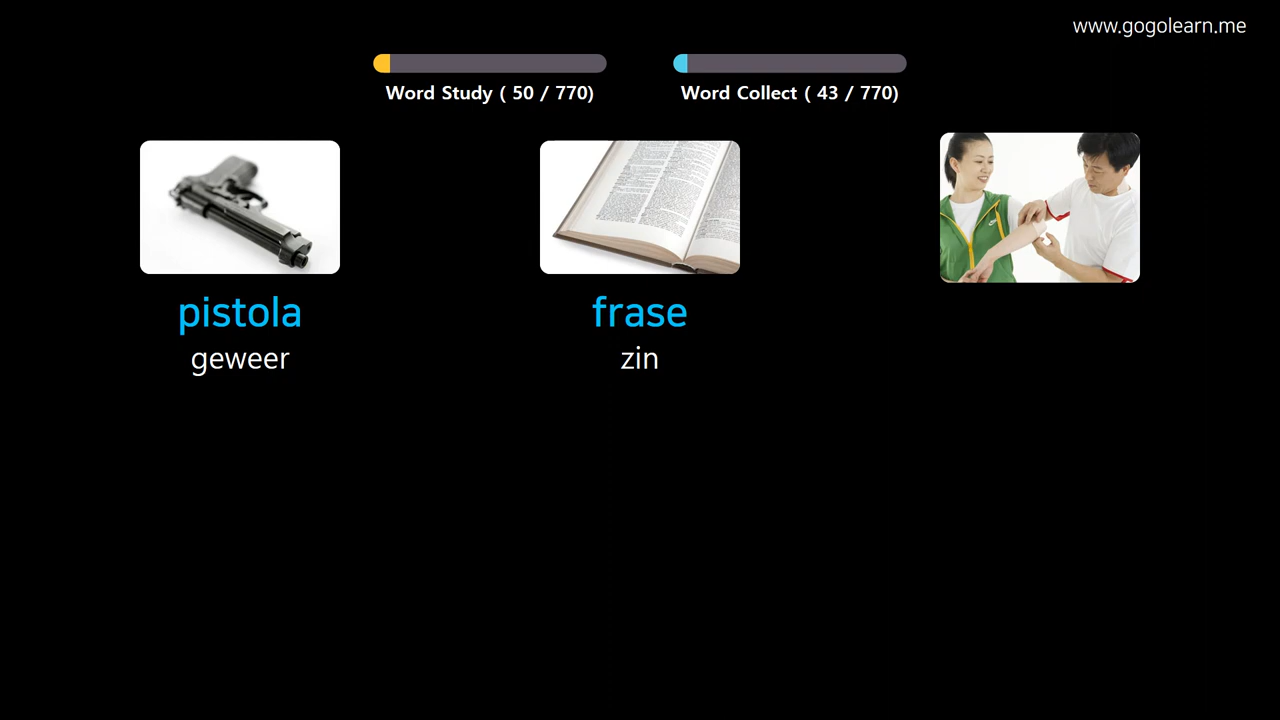 www.gogolearn.me
Word Study ( 50 / 770)
Word Collect ( 43 / 770)
pistola
geweer
frase
zin